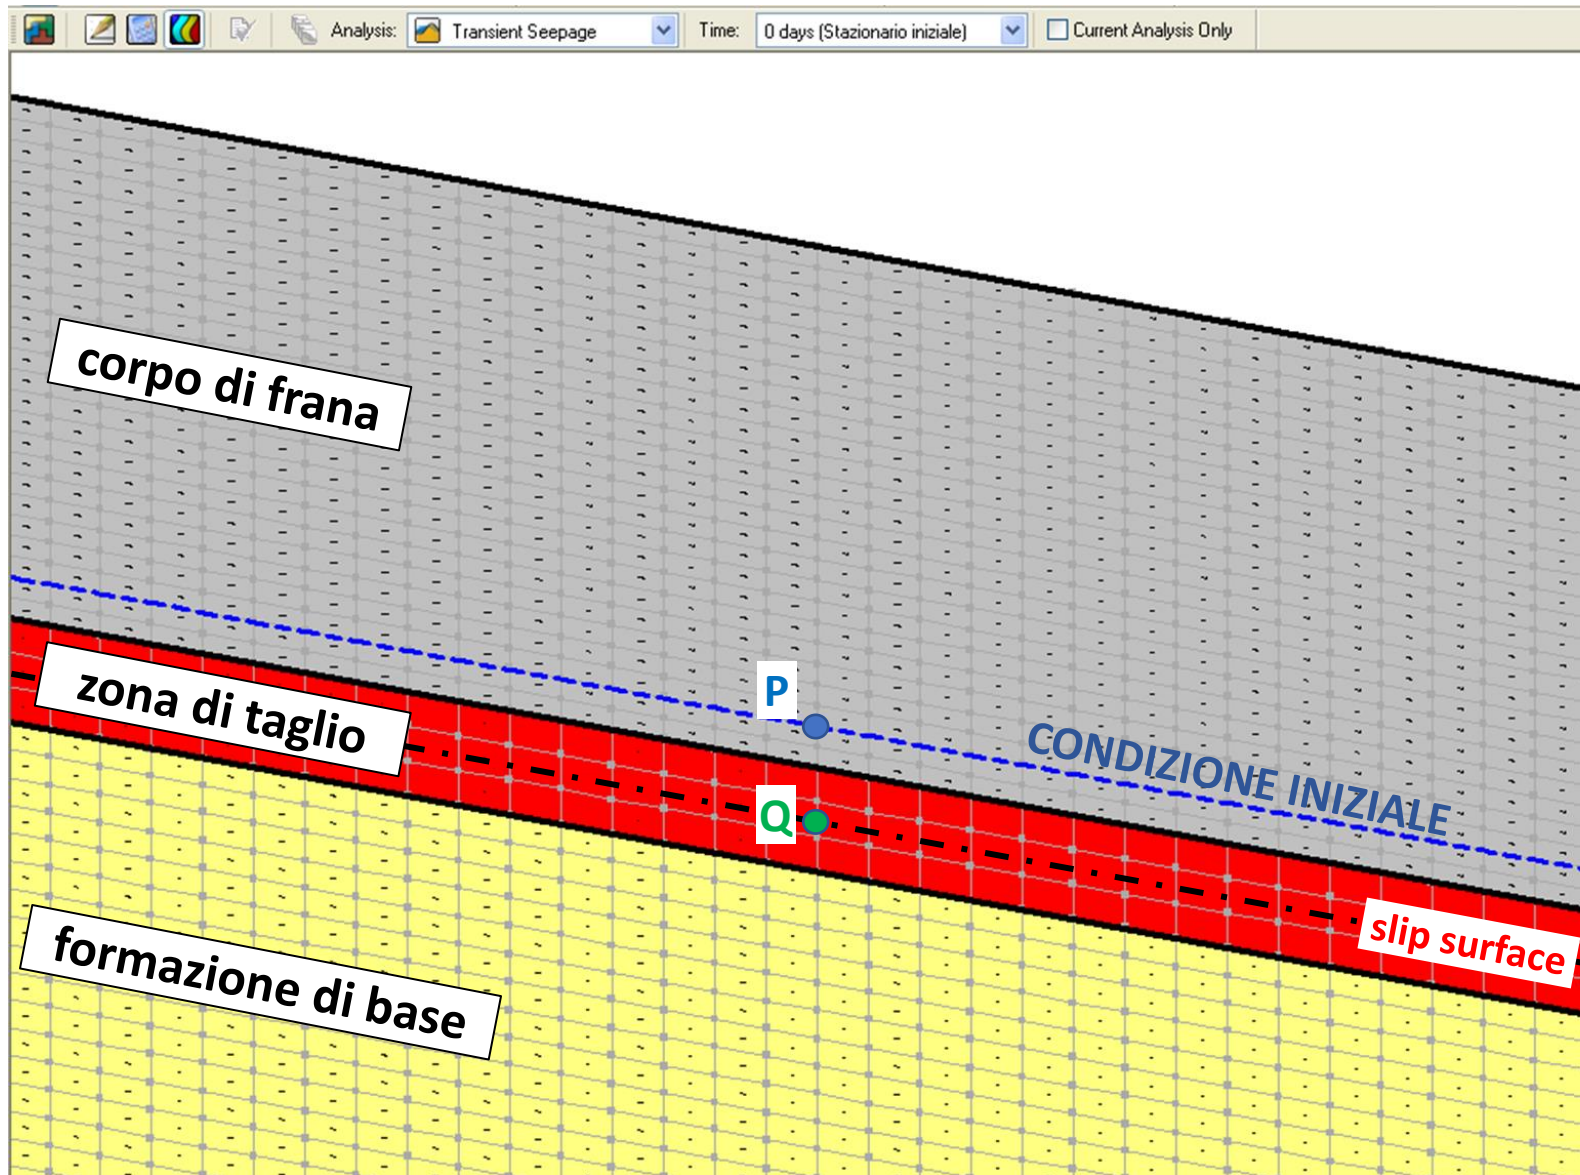 Analysis: Transient Seepage Time: 0 days (Stazionario iniziale) Current Analysis Only
corpo di frana
P
zona di taglio
CONDIZIONE INIZIALE
Q
slip surface
formazione di base